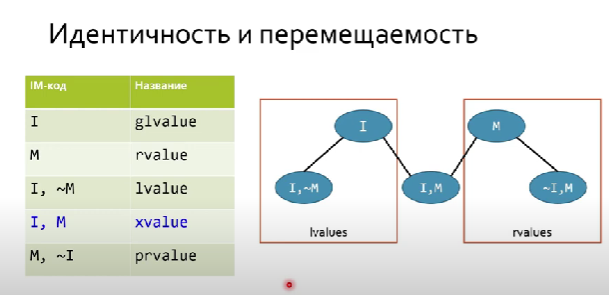 Идентичность и перемещаемость
IM-код Название
I glvalue
M rvalue
I, ~M lvalue
I, M xvalue
M, ~I prvalue
I M
I,~M I,M ~I,M
lvalues rvalues